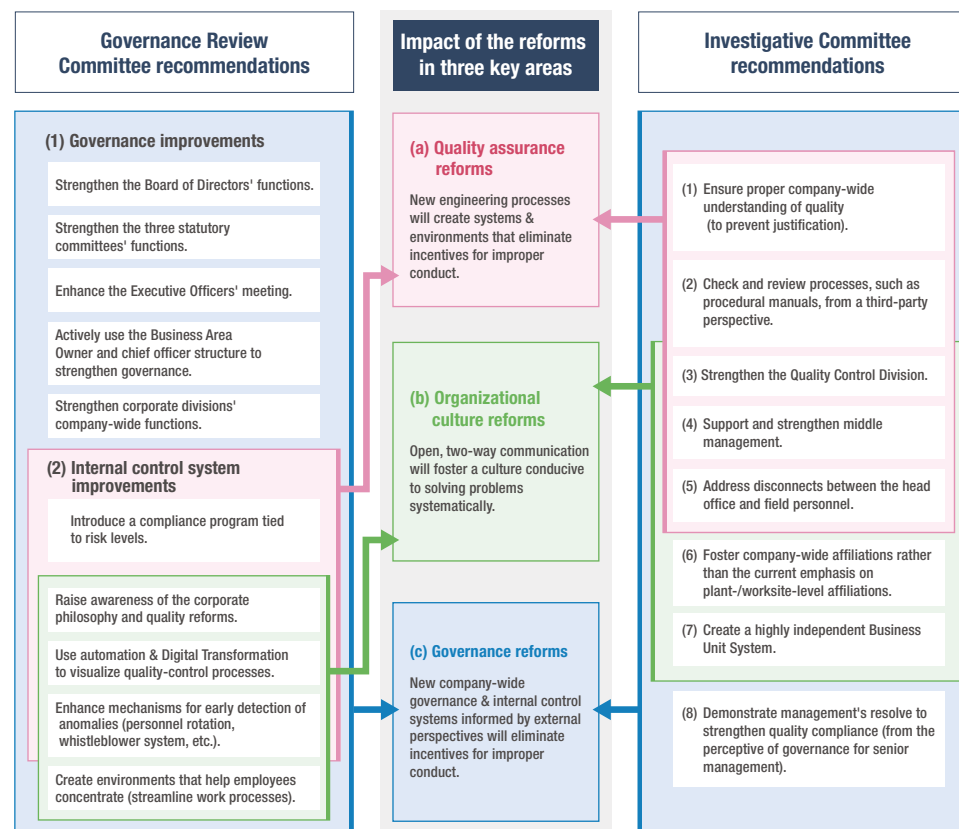 Governance Review
Committee recommendations
Impact of the reforms
in three key areas
Investigative Committee
recommendations
(1) Governance improvements
Strengthen the Board of Directors' functions.
Strengthen the three statutory
committees' functions.
Enhance the Executive Officers' meeting.
Actively use the Business Area
Owner and chief officer structure to
strengthen governance.
Strengthen corporate divisions'
company-wide functions.
(2) Internal control system
improvements
Introduce a compliance program tied
to risk levels.
Raise awareness of the corporate
philosophy and quality reforms.
Use automation & Digital Transformation
to visualize quality-control processes.
Enhance mechanisms for early detection of
anomalies (personnel rotation,
whistleblower system, etc.).
Create environments that help employees
concentrate (streamline work processes).
(a) Quality assurance
reforms
New engineering processes
will create systems &
environments that eliminate
incentives for improper
conduct.
(b) Organizational
culture reforms
Open, two-way communication
will foster a culture conducive
to solving problems
systematically.
(c) Governance reforms
New company-wide
governance & internal control
systems informed by external
perspectives will eliminate
incentives for improper
conduct.
(1) Ensure proper company-wide
understanding of quality
(to prevent justification).
(2) Check and review processes, such as
procedural manuals, from a third-party
perspective.
(3) Strengthen the Quality Control Division.
(4) Support and strengthen middle
management.
(5) Address disconnects between the head
office and field personnel.
(6) Foster company-wide affiliations rather
than the current emphasis on
plant-/worksite-level affiliations.
(7) Create a highly independent Business
Unit System.
(8) Demonstrate management's resolve to
strengthen quality compliance (from the
perceptive of governance for senior
management).